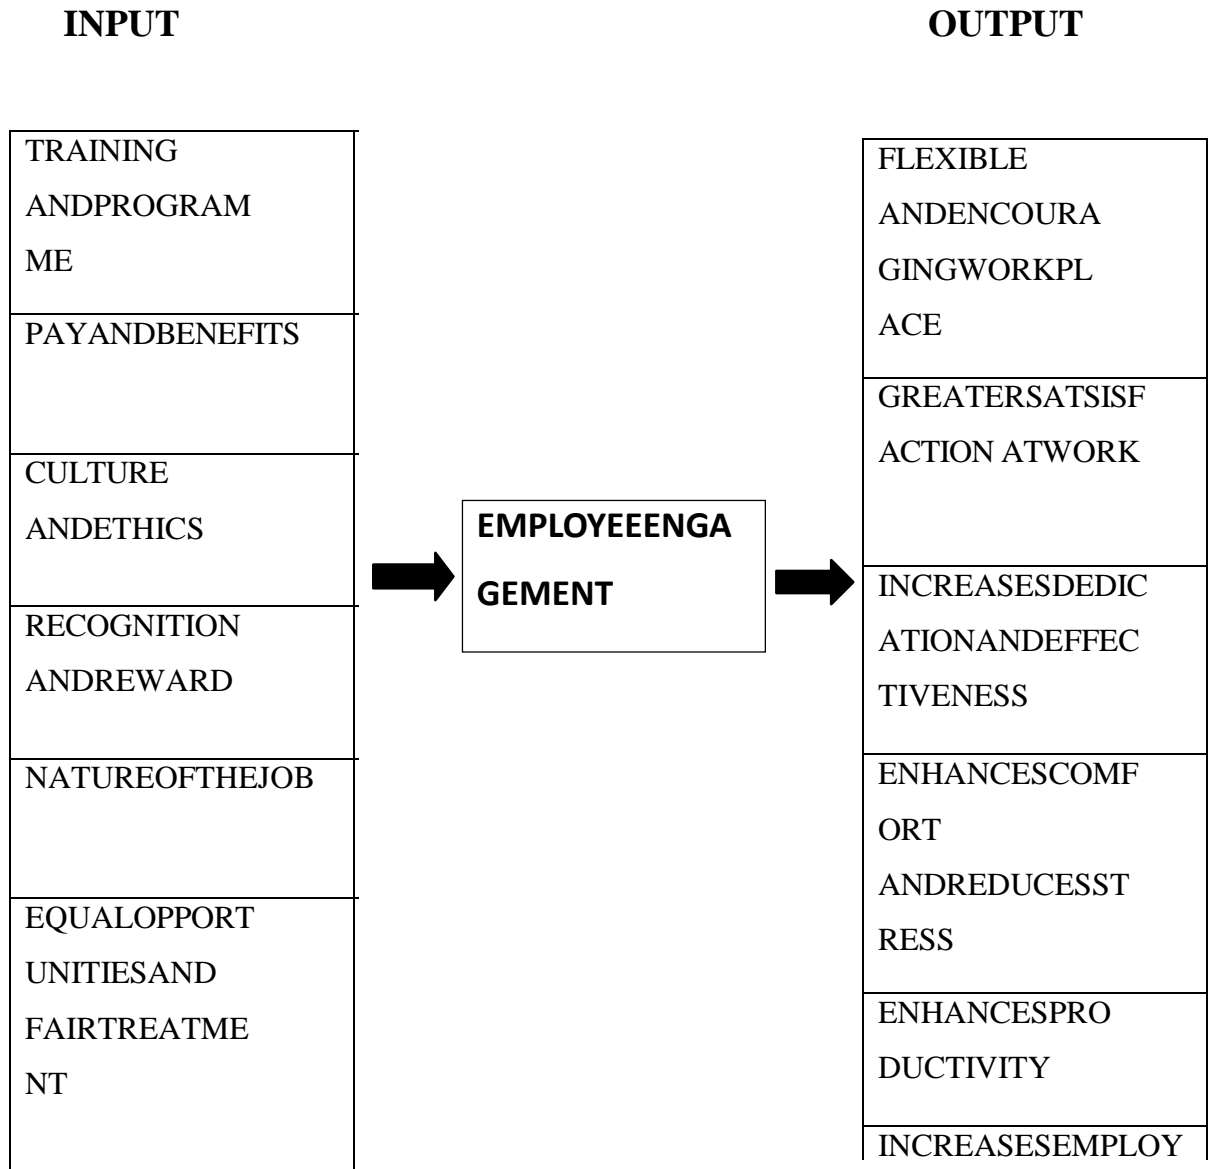 INPUT
OUTPUT
TRAINING
ANDPROGRAM
ME
PAYANDBENEFITS
CULTURE
ANDETHICS
RECOGNITION
ANDREWARD
NATUREOFTHEJOB
EQUALOPPORT
UNITIESAND
FAIRTREATME
NT
EMPLOYEEENGA
GEMENT
FLEXIBLE
ANDENCOURA
GINGWORKPL
ACE
GREATERSATSISF
ACTION ATWORK
INCREASESDEDIC
ATIONANDEFFEC
TIVENESS
ENHANCESCOMF
ORT
ANDREDUCESST
RESS
ENHANCESPRO
DUCTIVITY
INCREASESEMPLOY